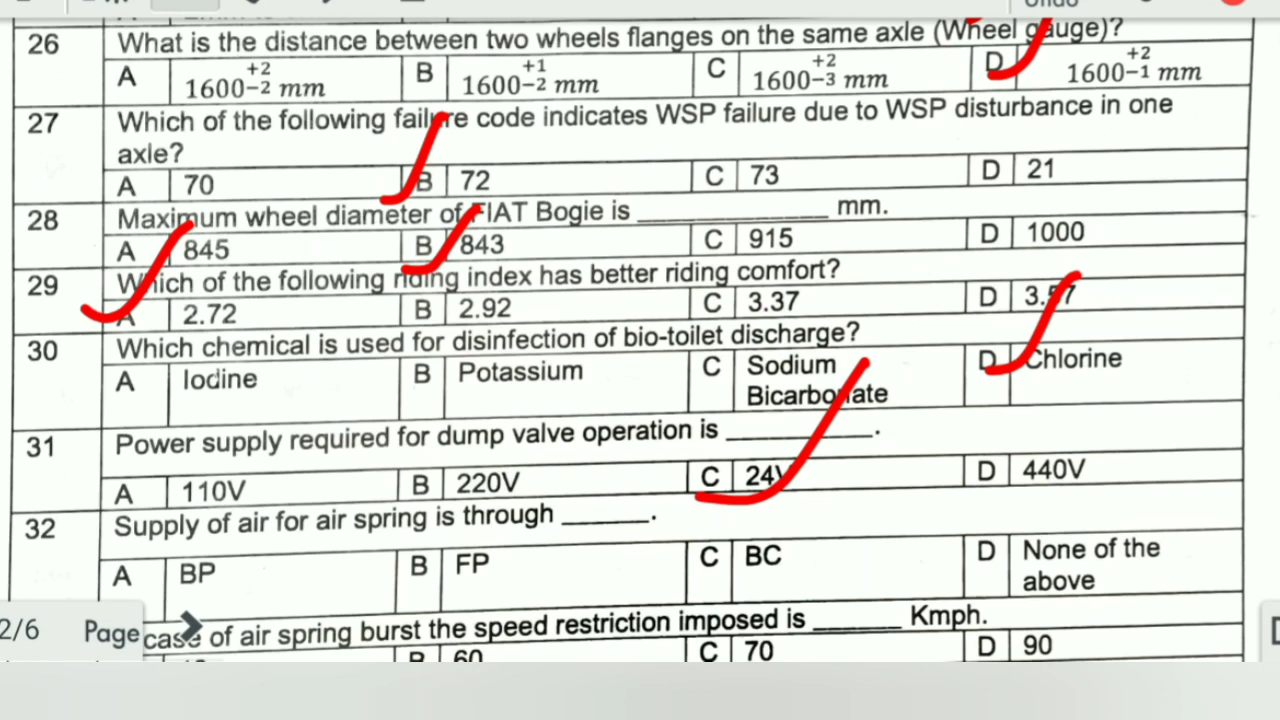 Undo
26 What is the distance between two wheels flanges on the same axle (Wheel gauge)?
A 1600 +2 −2 mm B 1600 +1 −2 mm C 1600 +2 −3 mm D 1600 +2 −1 mm
27 Which of the following failure code indicates WSP failure due to WSP disturbance in one
axle?
A 70 B 72 C 73 D 21
28 Maximum wheel diameter of FIAT Bogie is ____________ mm.
A 845 B 843 C 915 D 1000
29 Which of the following riding index has better riding comfort?
A 2.72 B 2.92 C 3.37 D
30 Which chemical is used for disinfection of bio-toilet discharge?
A Iodine B Potassium C Sodium
Bicarbonate
D Chlorine
31 Power supply required for dump valve operation is _________.
A 110V B 220V C 24V D 440V
32 Supply of air for air spring is through ______.
A BP B FP C BC D None of the
above
2/6 Page
case of air spring burst the speed restriction imposed is ______ Kmph.
B 60 C 70 D 90